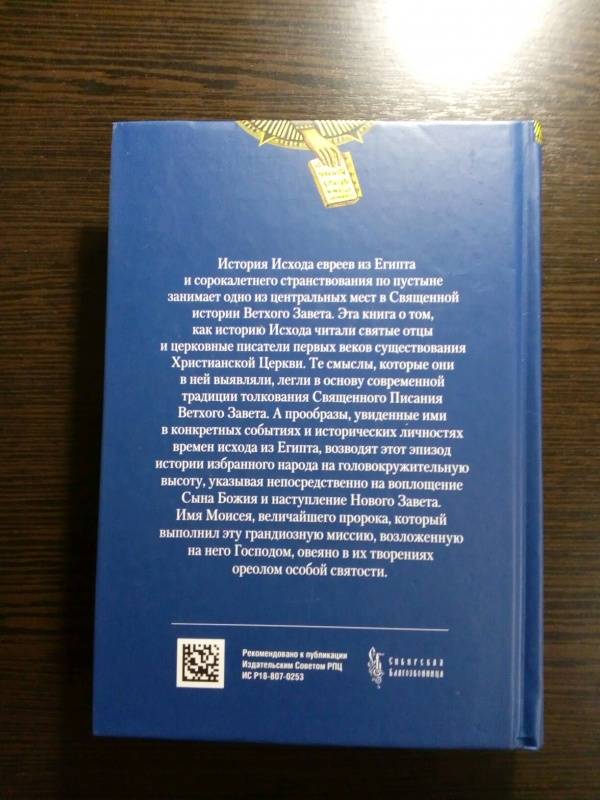 История Исхода евреев из Египта
и сорокалетнего странствования по пустыне
занимает одно из центральных мест в Священной
истории Ветхого Завета. Эта книга о том,
как историю Исхода читали святые отцы
и церковные писатели первых веков существования
Христианской Церкви. Те смыслы, которые они
в ней выявляли, легли в основу современной
традиции толкования Священного Писания
Ветхого Завета. А прообразы, увиденные ими
в конкретных событиях и исторических личностях
времен исхода из Египта, возводят этот эпизод
истории избранного народа на головокружительную
высоту, указывая непосредственно на воплощение
Сына Божия и наступление Нового Завета.
Имя Моисея, величайшего пророка, который
выполнил эту грандиозную миссию, возложенную
на него Господом, овеяно в их творениях
ореолом особой святости.
Рекомендовано к публикации
Издательским Советом РПЦ
ИС Р18-807-0253
Сибирская
Благозвонница